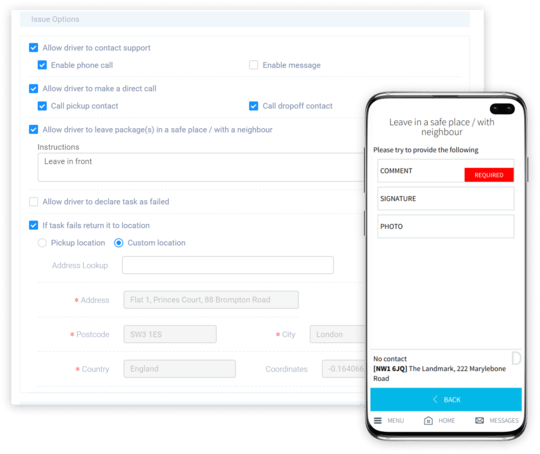 Issue Options
Allow driver to contact support
Enable phone call
Enable message
Allow driver to make a direct call
Call pickup contact
Call dropoff contact
Allow driver to leave package(s) in a safe place / with a neighbour
Instructions
Leave in front
Allow driver to declare task as failed
If task fails return it to location
Pickup location
Custom location
Address Lookup
* Address
Flat 1, Princes Court, 88 Brompton Road
* Postcode
SW3 1ES
* City
London
* Country
England
Coordinates
-0.164066
Leave in a safe place / with
neighbour
Please try to provide the following
COMMENT
REQUIRED
SIGNATURE
PHOTO
No contact
D
[NW1 6JQ] The Landmark, 222 Marylebone
Road
BACK
MENU
HOME
MESSAGES